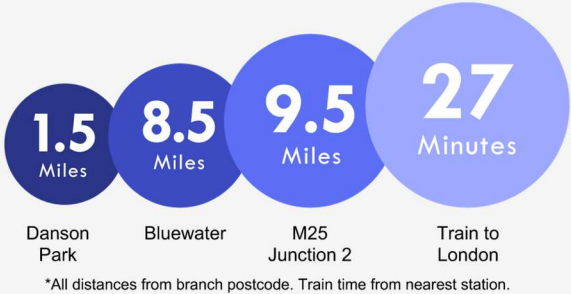 1.5
Miles
8.5
Miles
9.5
Miles
27
Minutes
Danson
Park
Bluewater
M25
Junction 2
Train to
London
*All distances from branch postcode. Train time from nearest station.